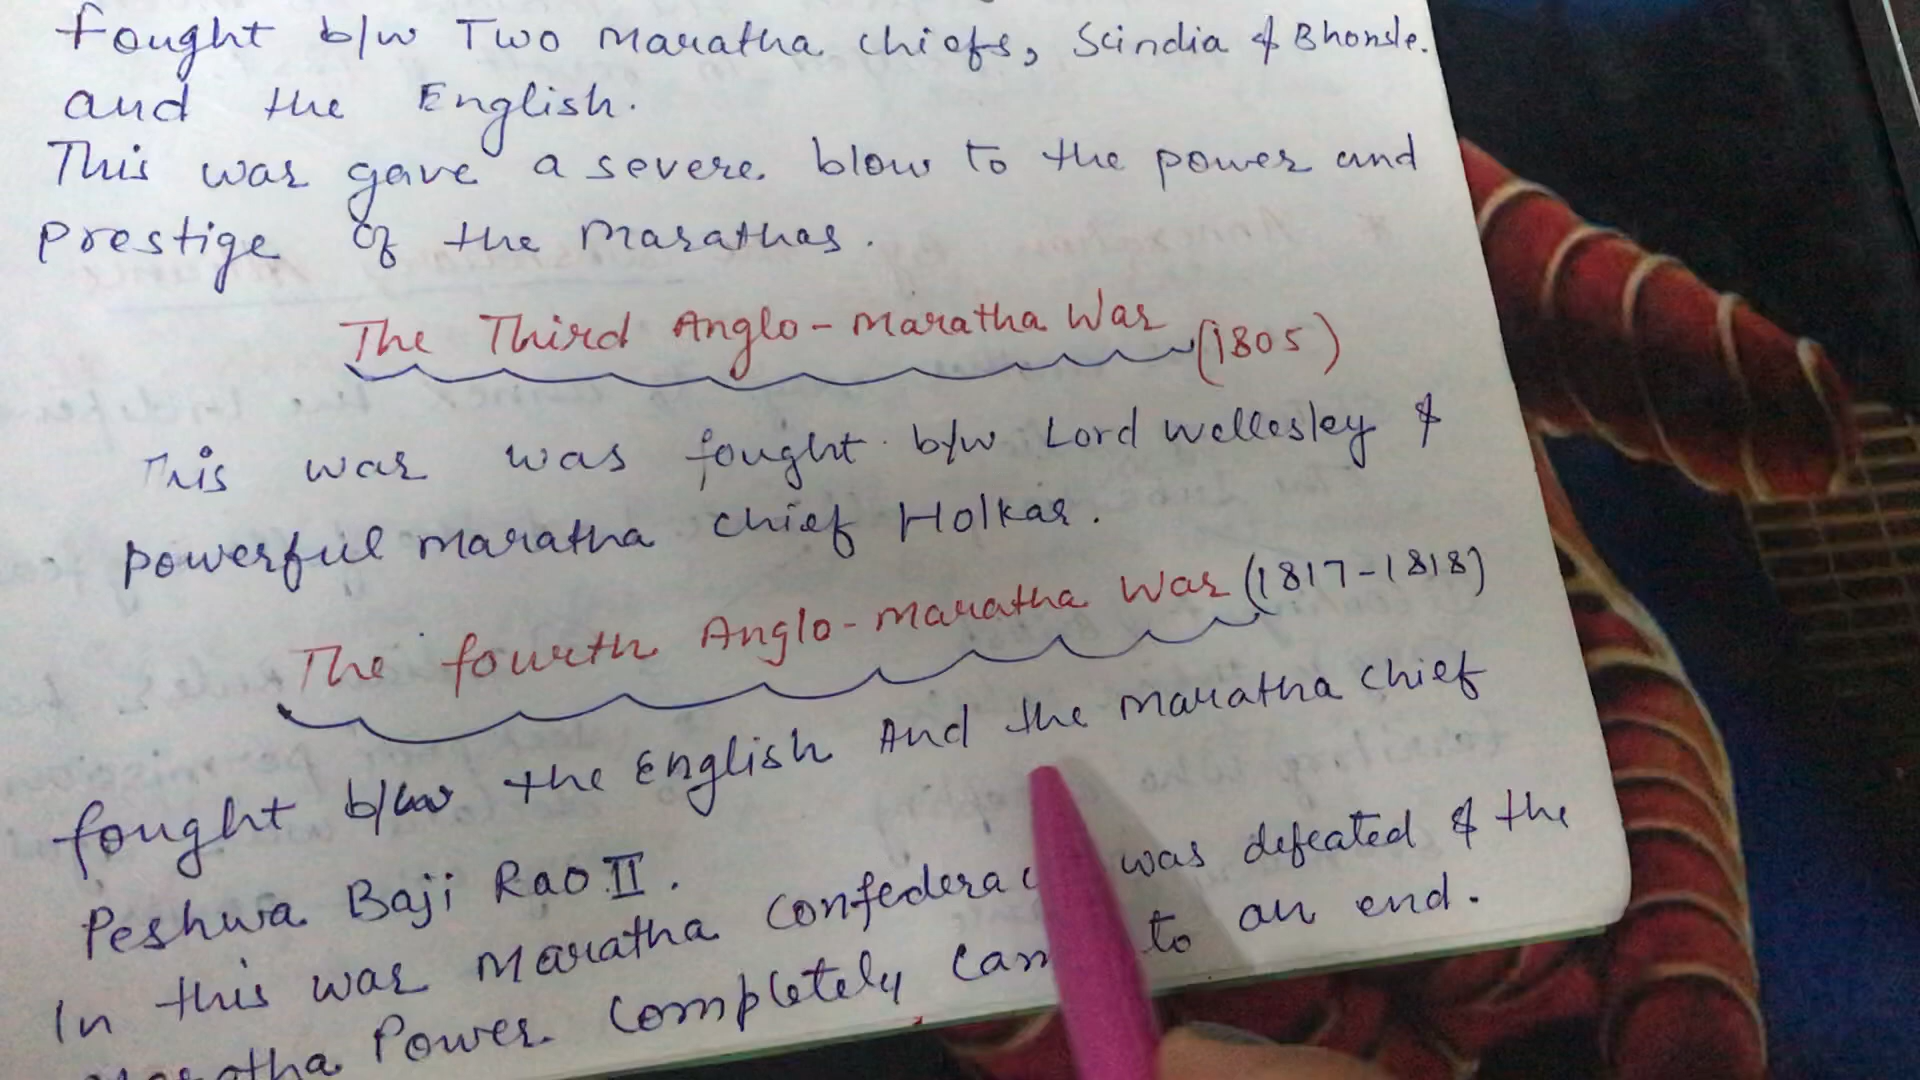 fought b/w Two Maratha chiefs, Scindia & Bhonsle.
and the English.
This war gave a severe blow to the power and
prestige of the Marathas.
The Third Anglo-Maratha War (1805)
This war was fought b/w Lord Wellesley &
powerful Maratha chief Holkar.
The fourth Anglo-Maratha War (1817-1818)
fought b/w the English And the Maratha chief
Peshwa Baji Rao II.
In this war Maratha confederac was defeated & the
Maratha Power completely cam to an end.